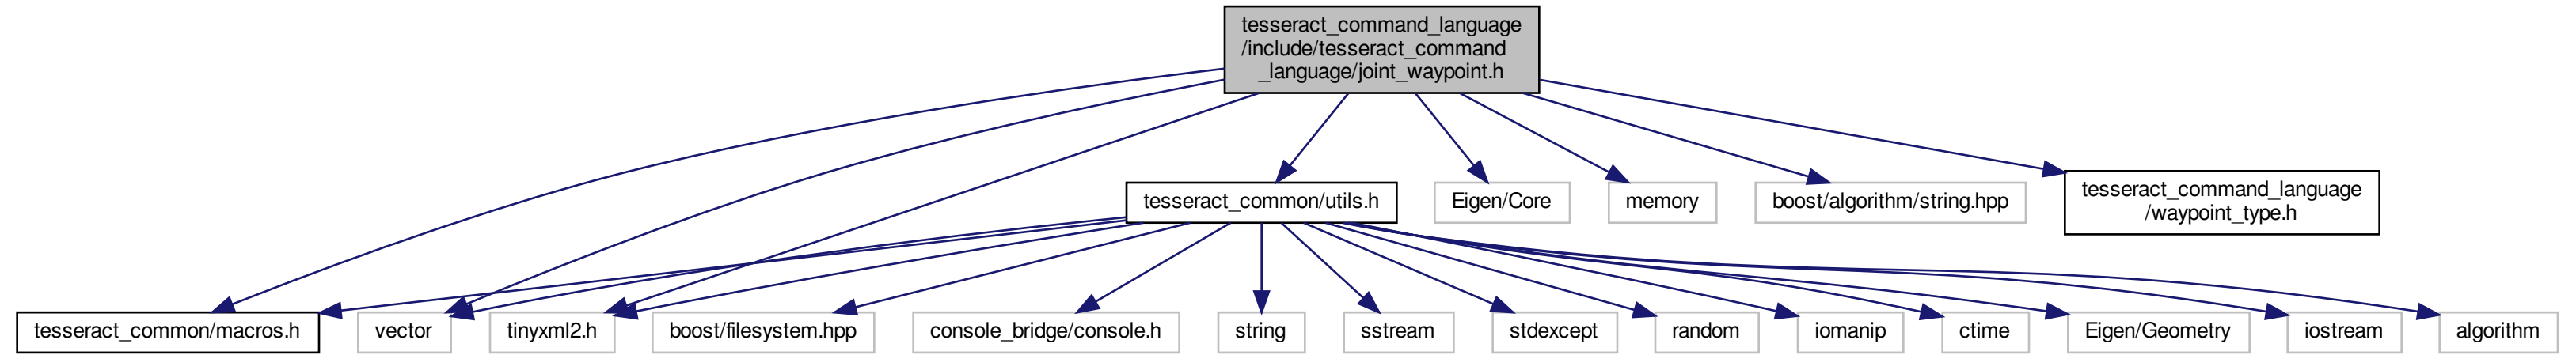 tesseract_command_language
/include/tesseract_command
_language/joint_waypoint.h
tesseract_common/utils.h
Eigen/Core
memory
boost/algorithm/string.hpp
tesseract_command_language
/waypoint_type.h
tesseract_common/macros.h
vector
tinyxml2.h
boost/filesystem.hpp
console_bridge/console.h
string
sstream
stdexcept
random
iomanip
ctime
Eigen/Geometry
iostream
algorithm